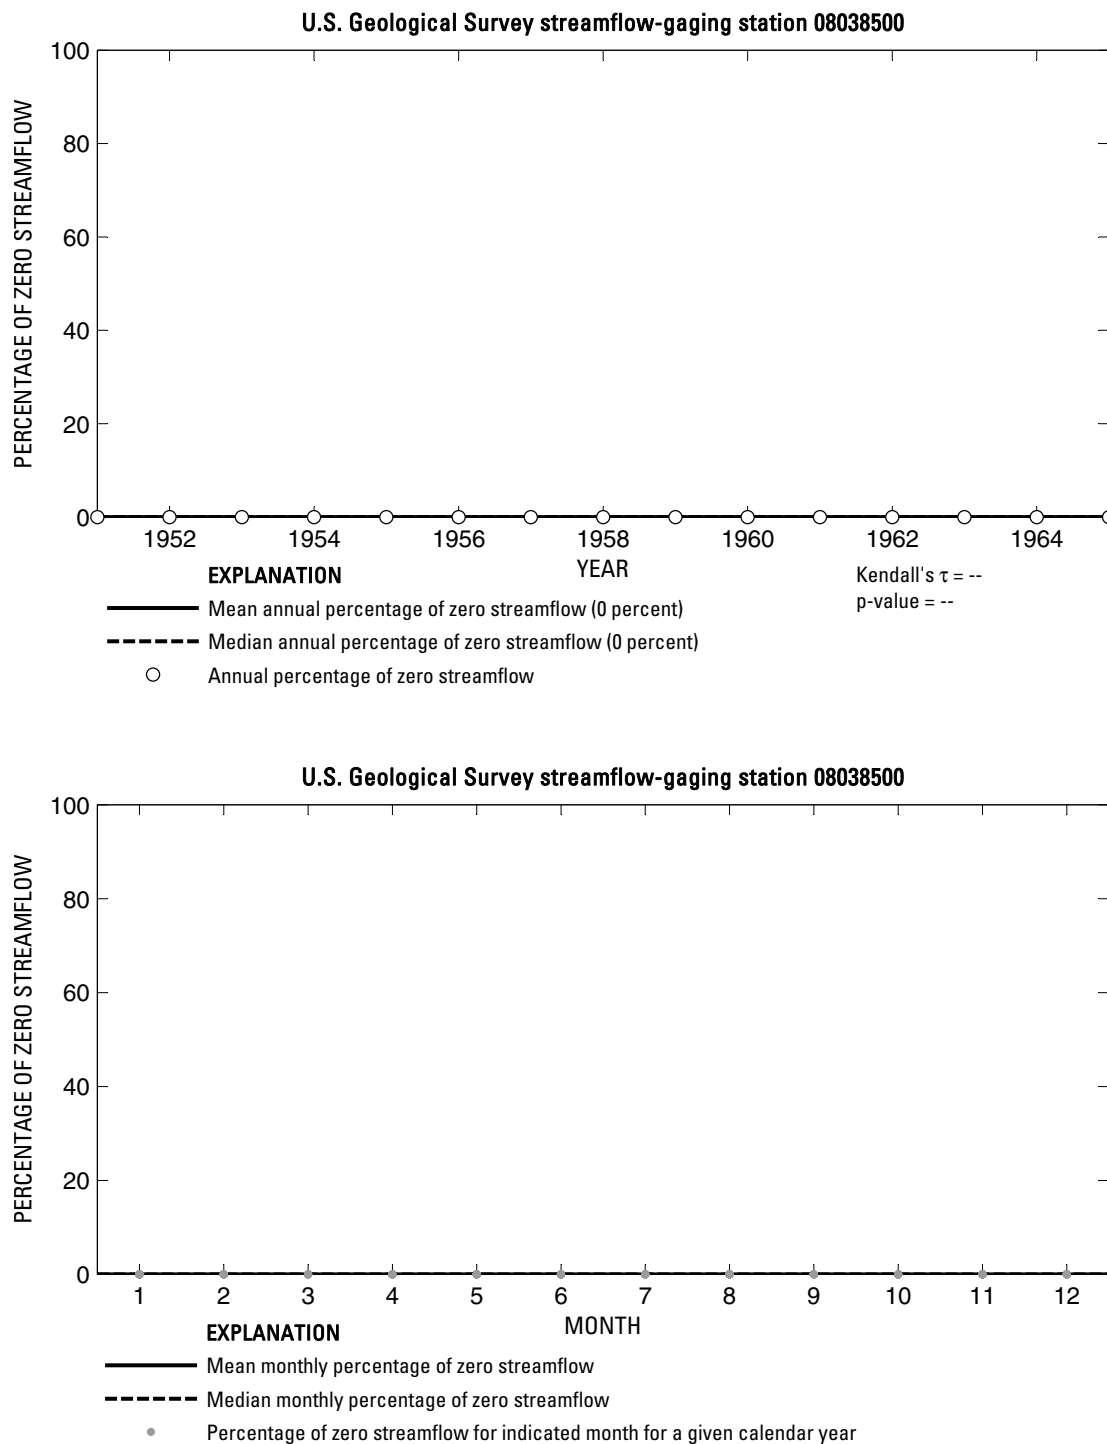 U.S. Geological Survey streamflow-gaging station 08038500
PERCENTAGE OF ZERO STREAMFLOW
100
80
60
40
20
0
1952 1954 1956 1958 1960 1962 1964
YEAR
EXPLANATION
Mean annual percentage of zero streamflow (0 percent)
Median annual percentage of zero streamflow (0 percent)
Annual percentage of zero streamflow
Kendall's τ = --
p-value = --
U.S. Geological Survey streamflow-gaging station 08038500
PERCENTAGE OF ZERO STREAMFLOW
100
80
60
40
20
0
1 2 3 4 5 6 7 8 9 10 11 12
MONTH
EXPLANATION
Mean monthly percentage of zero streamflow
Median monthly percentage of zero streamflow
Percentage of zero streamflow for indicated month for a given calendar year